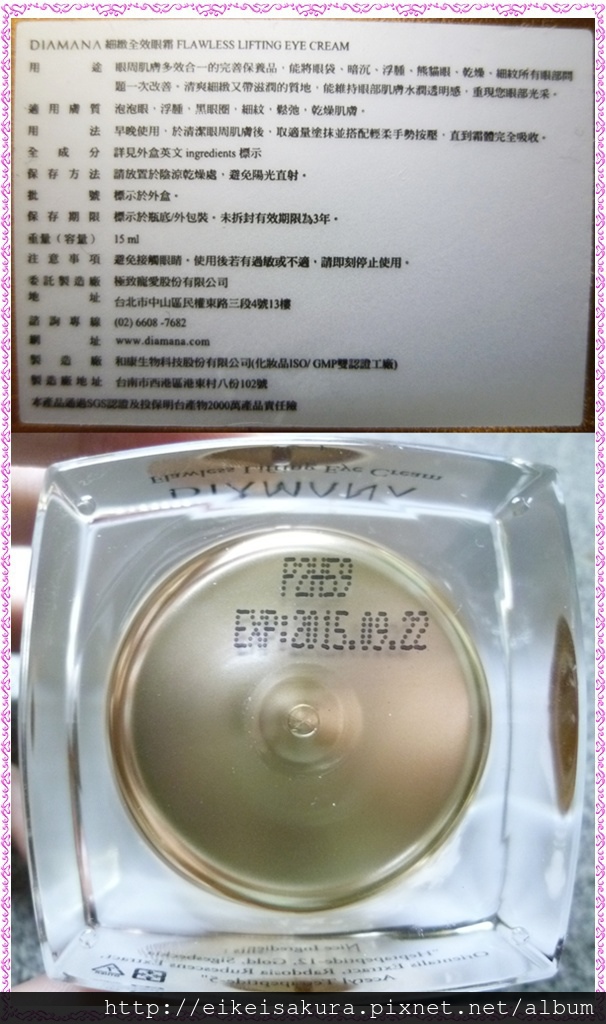 DIAMANA 細緻全效眼霜 FLAWLESS LIFTING EYE CREAM
用途 眼周肌膚多效合一的完善保養品，能將眼袋、暗沉、浮腫、熊貓眼、乾燥、細紋所有眼部問
題一次改善。清爽細緻又帶滋潤的質地，能維持眼部肌膚水潤透明感，重現您眼部光采。
適用膚質 泡泡眼，浮腫，黑眼圈，細紋，鬆弛，乾燥肌膚。
用法 早晚使用，於清潔眼周肌膚後，取適量塗抹並搭配輕柔手勢按壓，直到霜體完全吸收。
全成分 詳見外盒英文 ingredients 標示
保存方法 請放置於陰涼乾燥處，避免陽光直射。
批號 標示於外盒。
保存期限 標示於瓶底/外包裝。未拆封有效期限為3年。
重量（容量） 15 ml
注意事項 避免接觸眼睛。使用後若有過敏或不適，請即刻停止使用。
委託製造廠 極致寵愛股份有限公司
地址 台北市中山區民權東路三段4號13樓
諮詢專線 (02) 6608 -7682
網址 www.diamana.com
製造廠 和康生物科技股份有限公司(化妝品ISO/ GMP雙認證工廠)
製造廠地址 台南市西港區港東村八份102號
本產品通過SGS認證及投保明台產物2000萬產品責任險
Flawless Lifting Eye Cream
DIAMANA
EXP:2015.09.22
Nice Ingredients:
Heptapeptide-12, Gold, Sigesbeckia
Orientalis Extract, Rabdosia Rubescens Extract,
http://eikeisakura.pixnet.net/album